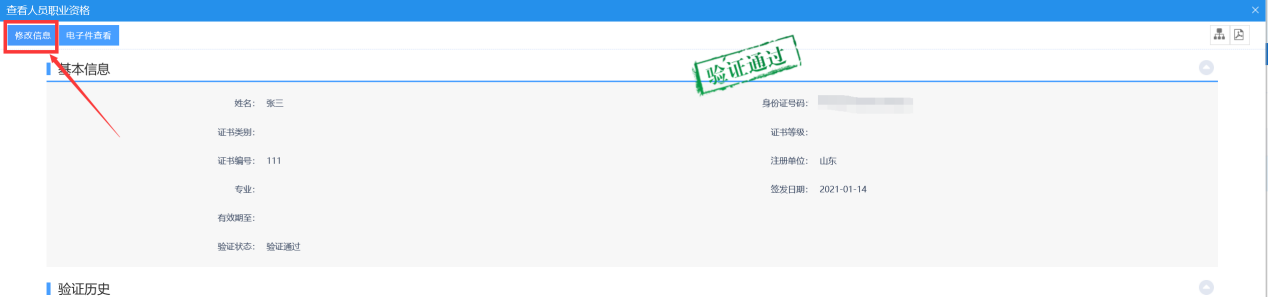 查看人员职业资格
修改信息 电子件查看
基本信息
验证通过
姓名: 张三 身份证号码:
证书类别: 证书等级:
证书编号: 111 注册单位: 山东
专业: 签发日期: 2021-01-14
有效期至:
验证状态: 验证通过
验证历史